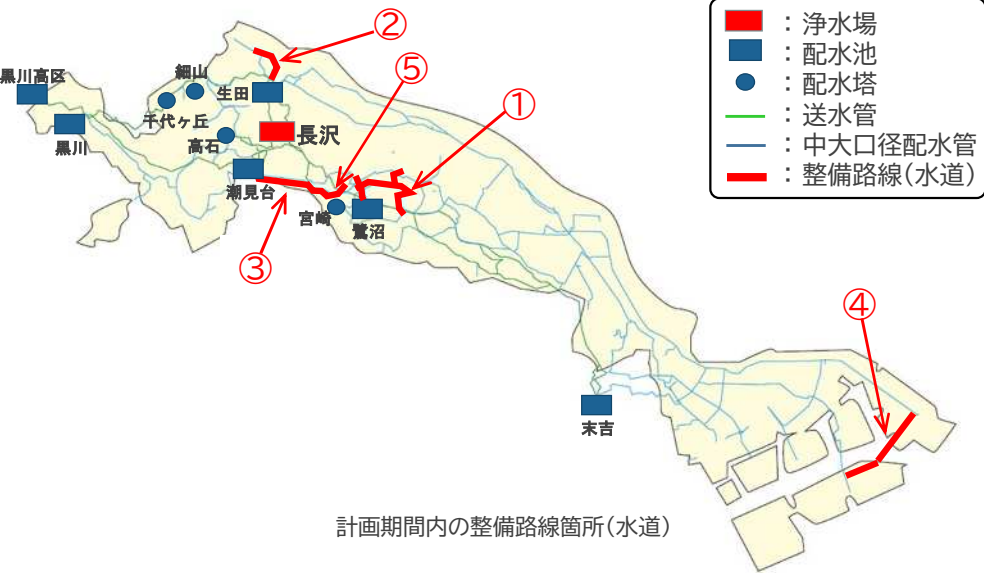 ：浄水場
：配水池
：配水塔
：送水管
：中大口径配水管
：整備路線(水道)
②
⑤
①
細山
黒川高区
生田
千代ヶ丘
長沢
高石
黒川
潮見台
宮崎
鷺沼
③
④
末吉
計画期間内の整備路線箇所(水道)